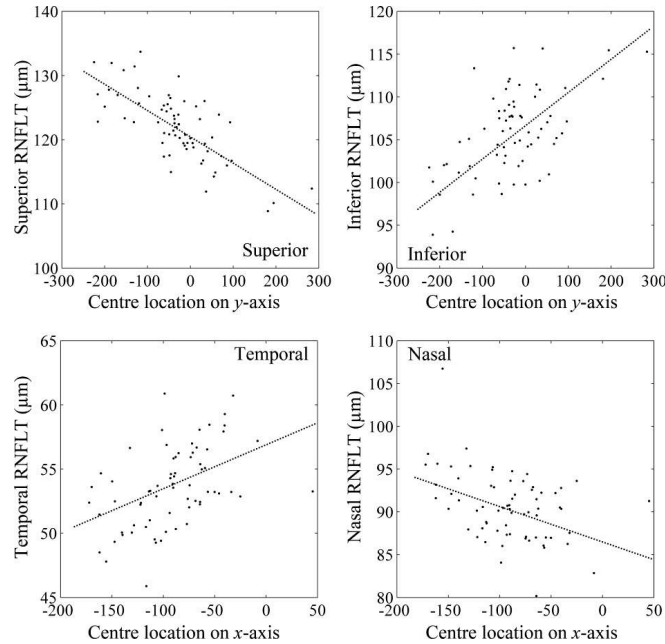 Superior RNFLT (µm)
140
130
120
110
100
-300 -200 -100 0 100 200 300
Superior
Centre location on y-axis
Inferior RNFLT (µm)
120
115
110
105
100
95
90
-300 -200 -100 0 100 200 300
Inferior
Centre location on y-axis
Temporal RNFLT (µm)
65
60
55
50
45
-200 -150 -100 -50 0 50
Temporal
Centre location on x-axis
Nasal RNFLT (µm)
110
105
100
95
90
85
80
-200 -150 -100 -50 0 50
Nasal
Centre location on x-axis